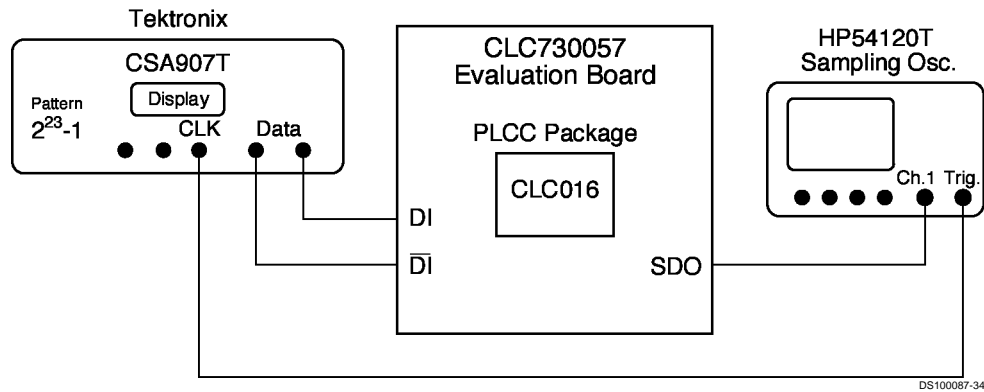 Tektronix
CSA907T
Display
Pattern
2²³-1
CLK Data
CLC730057
Evaluation Board
PLCC Package
CLC016
DI
D̅I̅
SDO
HP54120T
Sampling Osc.
Ch.1 Trig.
DS100087-34